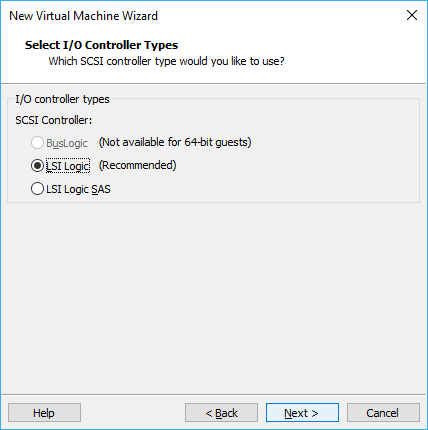 New Virtual Machine Wizard
Select I/O Controller Types
Which SCSI controller type would you like to use?
I/O controller types
SCSI Controller:
BusLogic (Not available for 64-bit guests)
LSI Logic (Recommended)
LSI Logic SAS
Help < Back Next > Cancel